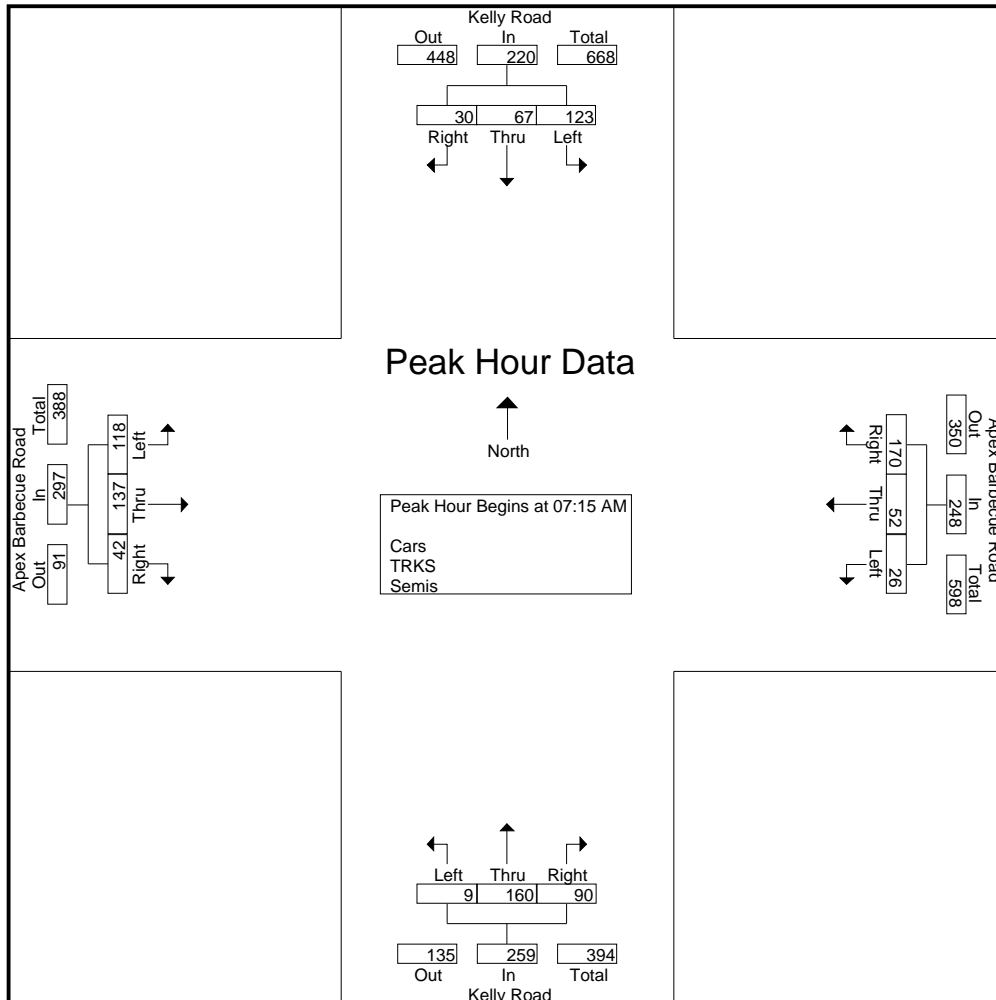 Kelly Road
Out In Total
448 220 668
30 67 123
Right Thru Left
Peak Hour Data
North
Peak Hour Begins at 07:15 AM
Cars
TRKS
Semis
Apex Barbecue Road
Total In Out
388 297 91
118 137 42
Left Thru Right
Apex Barbecue Road
Out In Total
350 248 598
170 52 26
Right Thru Left
Left Thru Right
9 160 90
135 259 394
Out In Total
Kelly Road